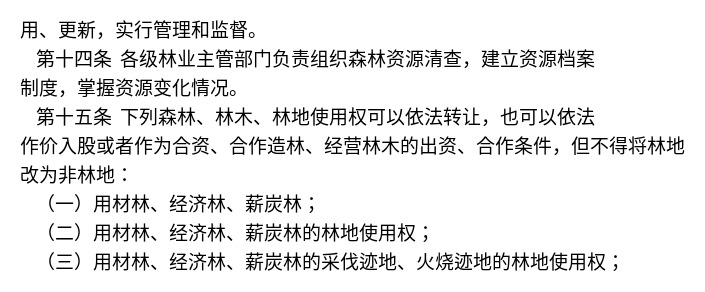 用、更新，实行管理和监督。
第十四条 各级林业主管部门负责组织森林资源清查，建立资源档案
制度，掌握资源变化情况。
第十五条 下列森林、林木、林地使用权可以依法转让，也可以依法
作价入股或者作为合资、合作造林、经营林木的出资、合作条件，但不得将林地
改为非林地：
（一）用材林、经济林、薪炭林；
（二）用材林、经济林、薪炭林的林地使用权；
（三）用材林、经济林、薪炭林的采伐迹地、火烧迹地的林地使用权；